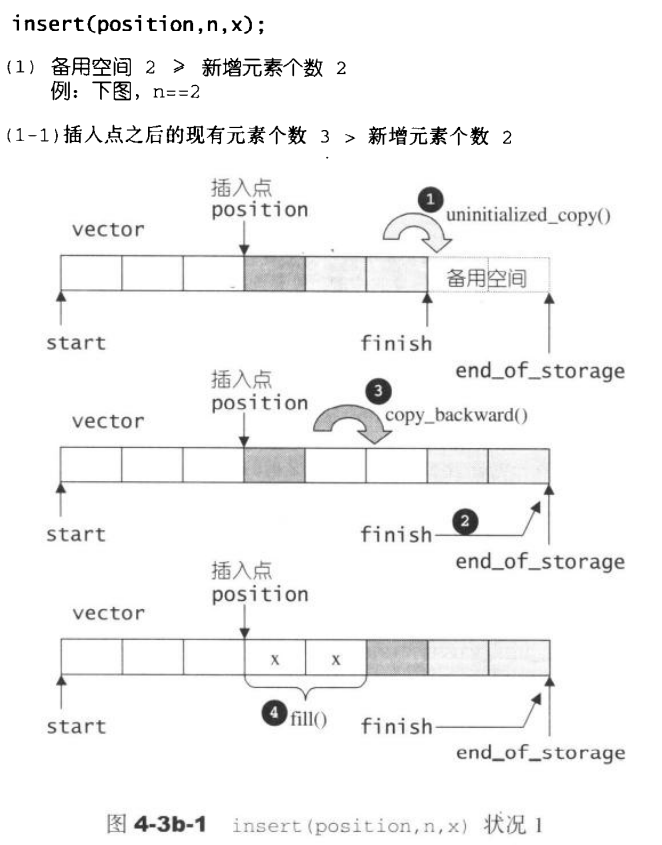 insert(position,n,x);
(1) 备用空间 2 ≥ 新增元素个数 2
例：下图，n==2
(1-1)插入点之后的现有元素个数 3 > 新增元素个数 2
插入点
position
1
uninitialized_copy()
vector
备用空间
start
finish
end_of_storage
插入点
position
3
copy_backward()
vector
start
finish
2
end_of_storage
插入点
position
vector
x x
4 fill()
start
finish
end_of_storage
图 4-3b-1 insert(position,n,x) 状况 1